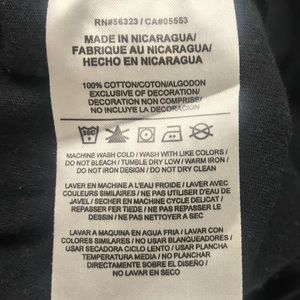 RN#56323 / CA#05553
MADE IN NICARAGUA/
FABRIQUE AU NICARAGUA/
HECHO EN NICARAGUA
100% COTTON/COTON/ALGODON
EXCLUSIVE OF DECORATION/
DECORATION NON COMPRISE/
NO INCLUYE LA DECORACION
MACHINE WASH COLD / WASH WITH LIKE COLORS /
DO NOT BLEACH / TUMBLE DRY LOW / WARM IRON /
DO NOT IRON DESIGN / DO NOT DRY CLEAN
LAVER EN MACHINE A L'EAU FROIDE / LAVER AVEC
COULEURS SIMILAIRES / NE PAS UTILISER D'EAU DE
JAVEL / SECHER EN MACHINE CYCLE DELICAT /
REPASSER FER TIEDE / NE PAS REPASSER LE
DESSIN / NE PAS NETTOYER A SEC
LAVAR A MAQUINA EN AGUA FRIA / LAVAR CON
COLORES SIMILARES / NO USAR BLANQUEADORES /
USAR SECADORA CICLO LENTO / USAR PLANCHA
TEMPERATURA MEDIA / NO PLANCHAR
DIRECTAMENTE SOBRE EL DISEÑO /
NO LAVAR EN SECO